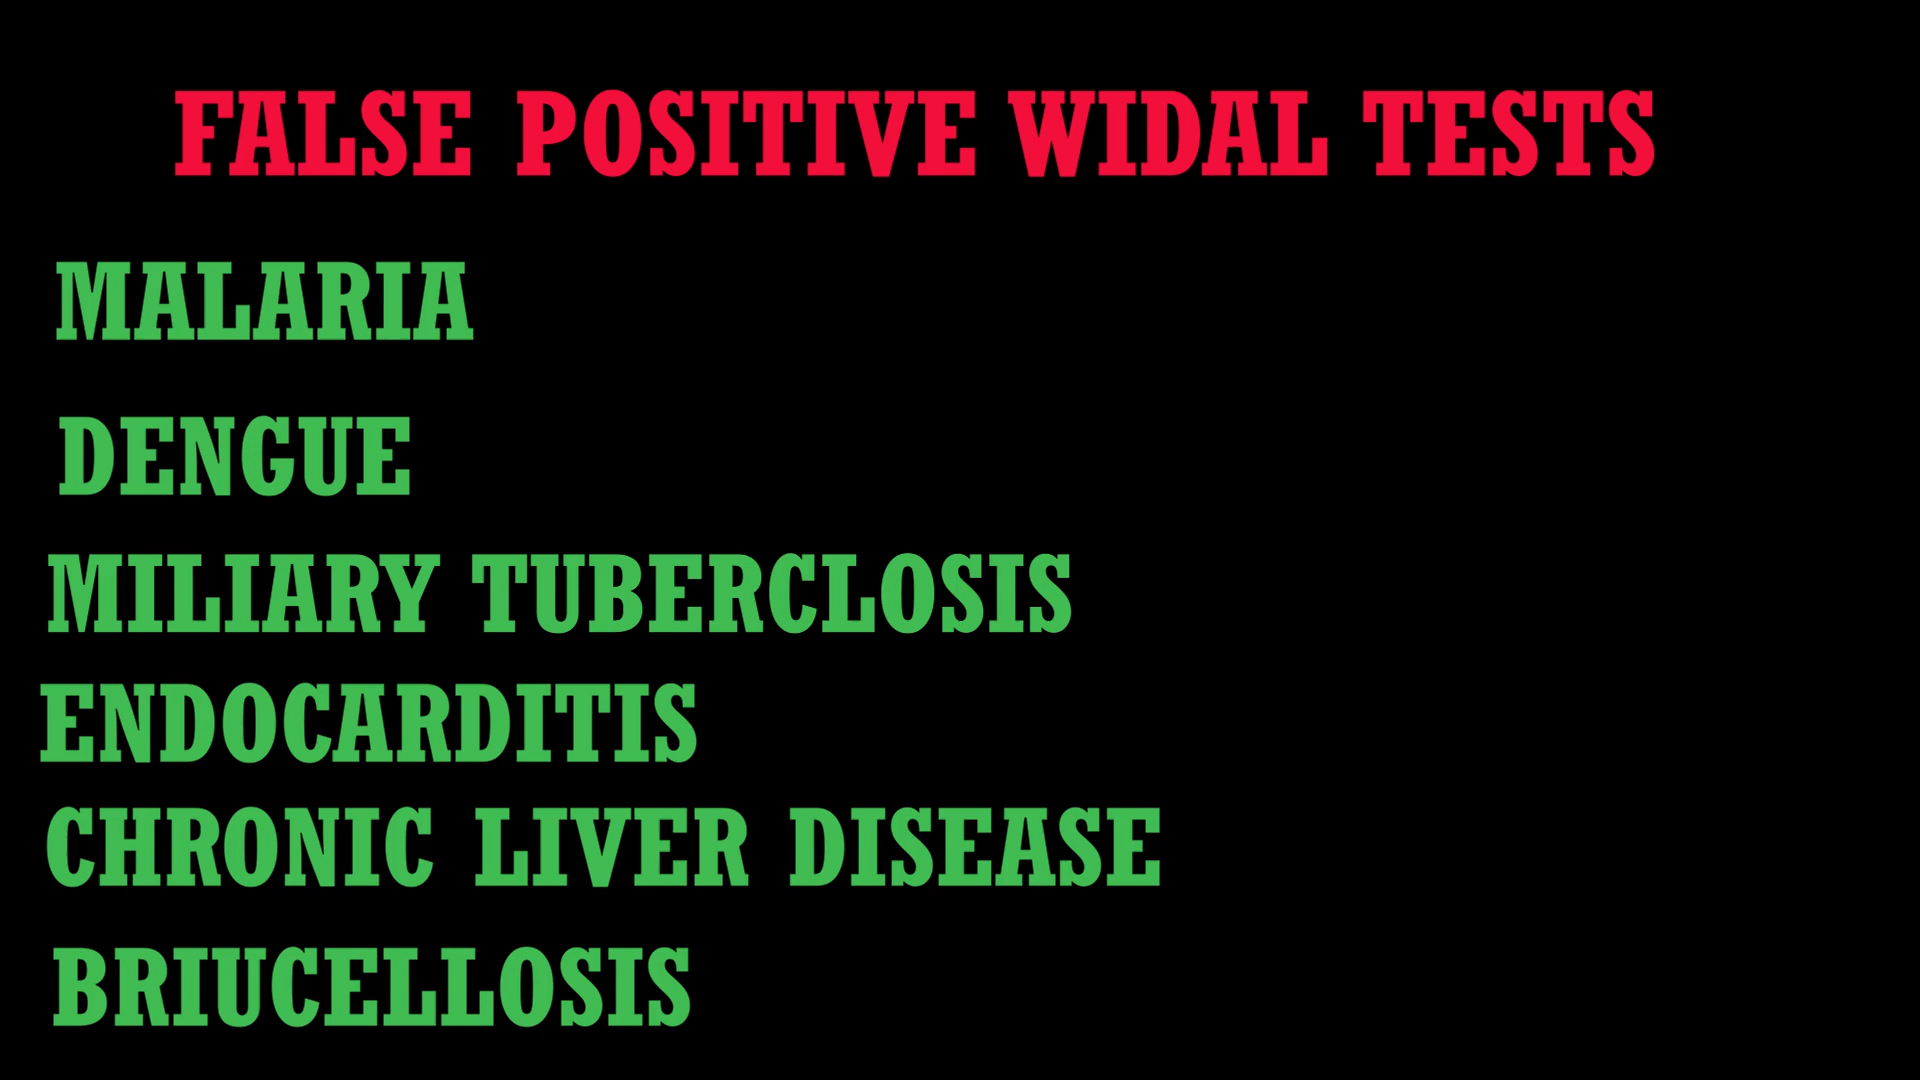 FALSE POSITIVE WIDAL TESTS
MALARIA
DENGUE
MILIARY TUBERCLOSIS
ENDOCARDITIS
CHRONIC LIVER DISEASE
BRIUCELLOSIS